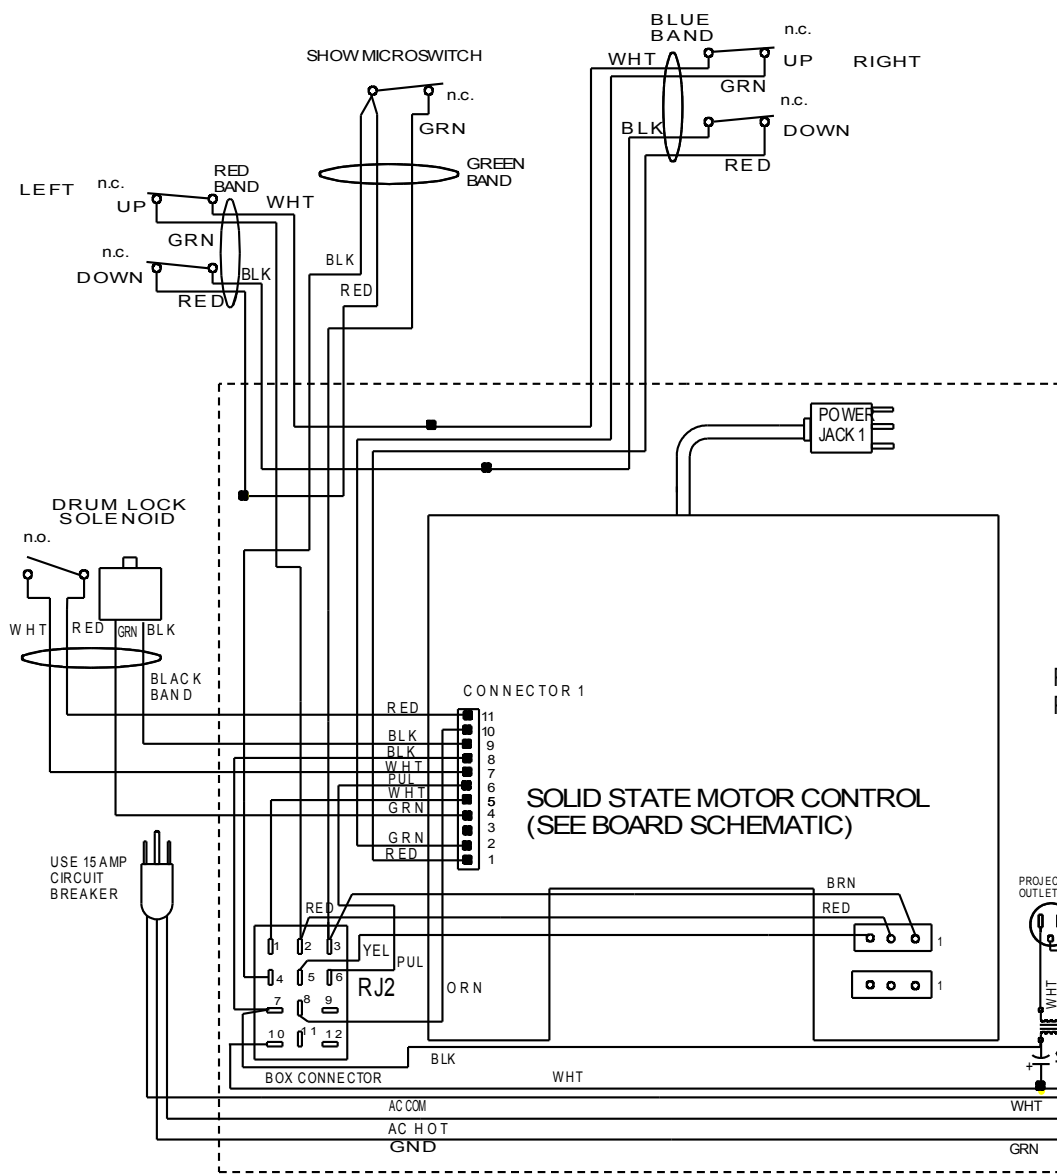 BLUE
BAND
n.c.
UP
RIGHT
WHT
GRN
n.c.
BLK
DOWN
RED
SHOW MICROSWITCH
n.c.
GRN
GREEN
BAND
RED
BAND
LEFT
n.c.
UP
WHT
GRN
n.c.
DOWN
BLK
RED
BLK
RED
POWER
JACK 1
DRUM LOCK
SOLENOID
n.o.
WHT
RED
GRN
BLK
BLACK
BAND
CONNECTOR 1
RED
11
10
BLK
9
BLK
8
WHT
7
PUL
6
WHT
5
GRN
4
3
GRN
2
RED
1
SOLID STATE MOTOR CONTROL
(SEE BOARD SCHEMATIC)
USE 15 AMP
CIRCUIT
BREAKER
BRN
RED
RED
1
1
YEL
PUL
ORN
RJ2
1
2
3
4
5
6
7
8
9
10
11
12
BOX CONNECTOR
BLK
WHT
AC COM
AC HOT
GND
PROJEC
OUTLET
WHT
+
WHT
GRN